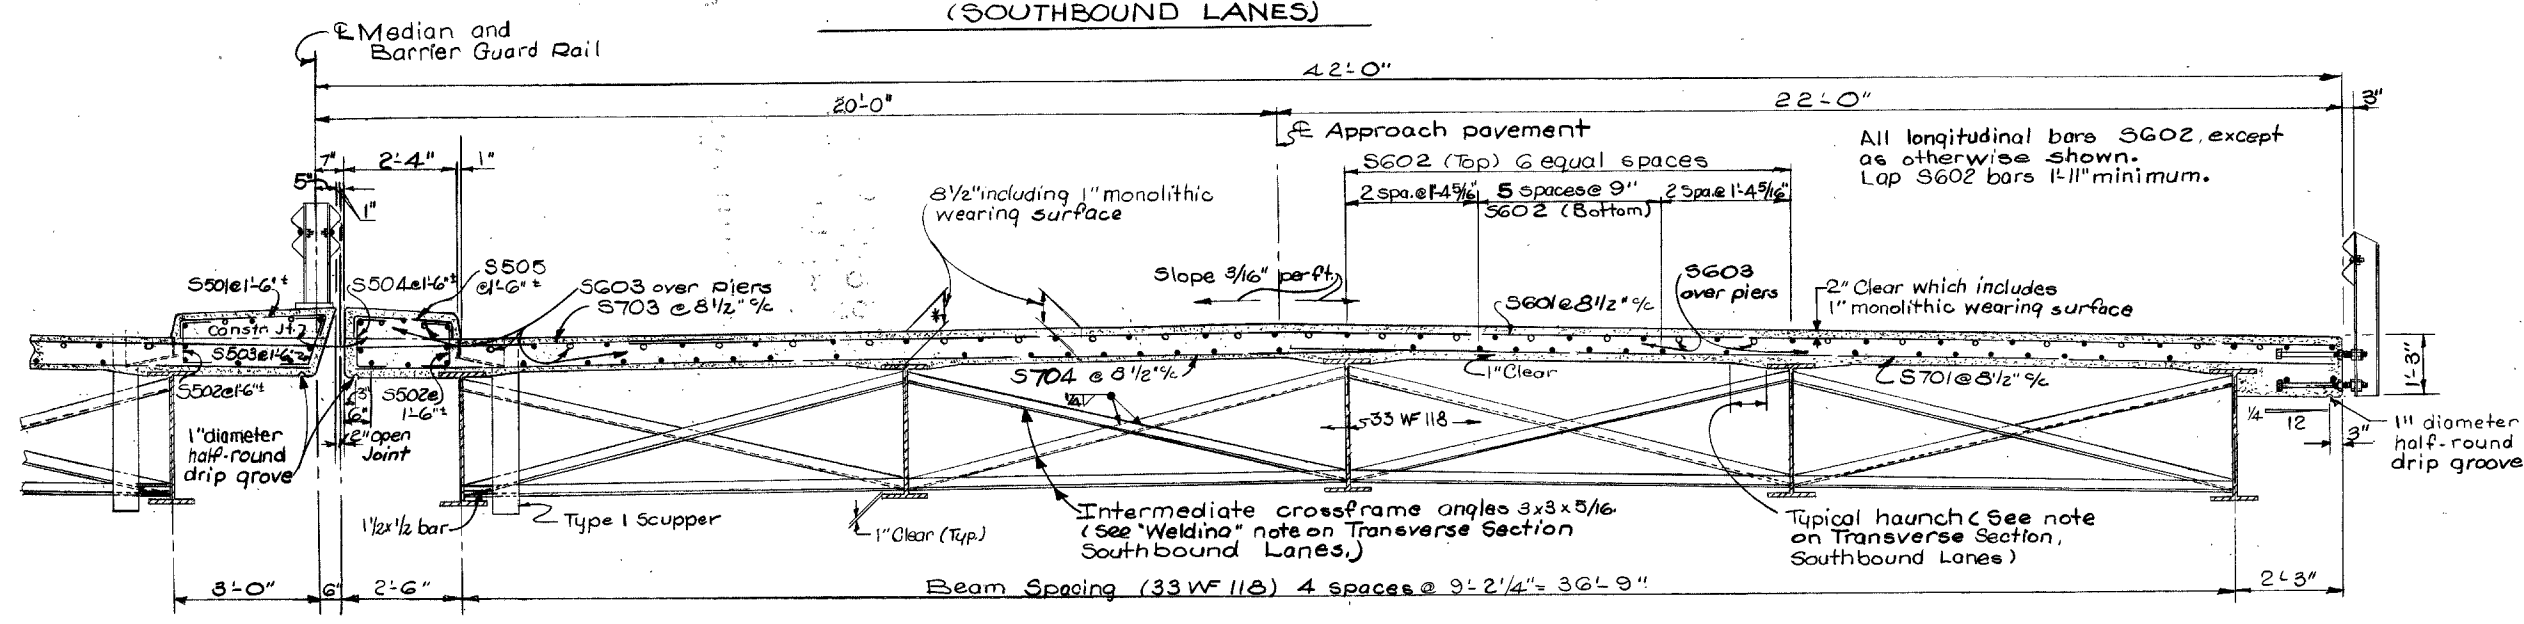 (SOUTHBOUND LANES)
℄ Median and
Barrier Guard Rail
42'-0"
20'-0"
22'-0"
3"
℄ Approach pavement
All longitudinal bars S602, except
as otherwise shown.
Lap S602 bars 1'-11" minimum.
7"
2'-4"
1"
5"
1"
S602 (Top) 6 equal spaces
2 spa. @ 1'-4 5/16"
5 spaces @ 9"
2 Spa. @ 1'-4 5/16"
S602 (Bottom)
8 1/2" including 1" monolithic
wearing surface
S501@1'-6"±
S504@1'-6"±
S505
@1'-6"±
S603 over piers
S703 @ 8 1/2" c/c
Slope 3/16" per ft.
S601@8 1/2" c/c
S603
over piers
2" Clear which includes
1" monolithic wearing surface
Constr. Jt.
S503@1'-6"±
S502@1'-6"±
3"
6"
S502@
1'-6"±
S704 @ 8 1/2" c/c
1" Clear
S701@8 1/2" c/c
1'-3"
1/4
33 WF 118
1/4
12
3"
1" diameter
half-round
drip groove
1" diameter
half-round
drip grove
2" open
Joint
1 1/2 x 1/2 bar
Type 1 Scupper
1" Clear (Typ.)
Intermediate crossframe angles 3x3x5/16.
(See "Welding" note on Transverse Section
Southbound Lanes.)
Typical haunch (See note
on Transverse Section,
Southbound Lanes)
3'-0"
6"
2'-6"
Beam Spacing (33 WF 118) 4 spaces @ 9'-2 1/4" = 36'-9"
2'-3"